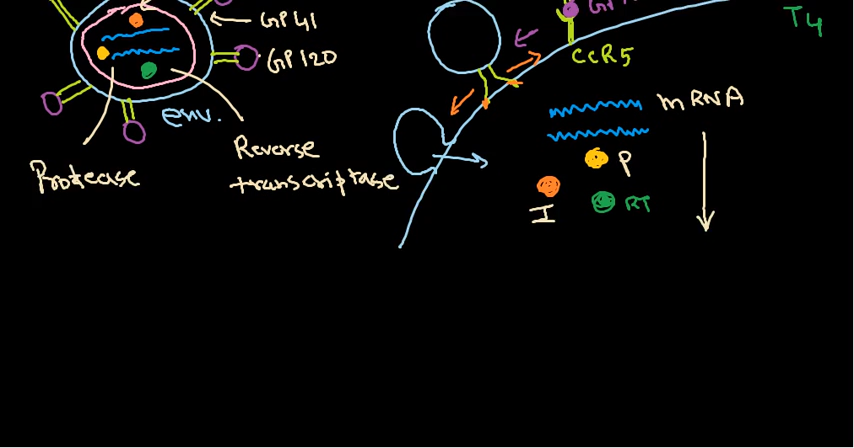 GP41
GP120
env.
Protease
Reverse
transcriptase
CCR5
T4
mRNA
P
I
RT